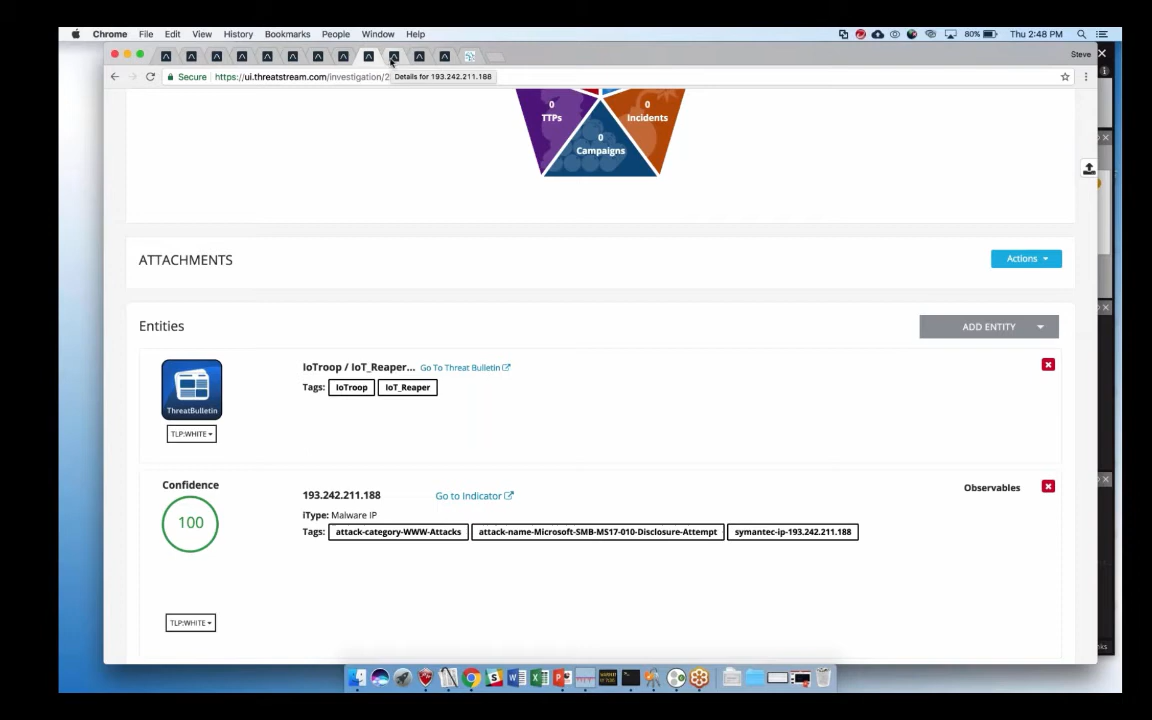 Chrome File Edit View History Bookmarks People Window Help 80% Thu 2:48 PM
Steve
Secure https://ui.threatstream.com/investigation/2 Details for 193.242.211.188
0 0
TTPs Incidents
0
Campaigns
ATTACHMENTS Actions
Entities ADD ENTITY
IoTroop / IoT_Reaper... Go To Threat Bulletin
Tags: IoTroop IoT_Reaper
ThreatBulletin
TLP:WHITE
Confidence
100
193.242.211.188 Go to Indicator Observables
iType: Malware IP
Tags: attack-category-WWW-Attacks attack-name-Microsoft-SMB-MS17-010-Disclosure-Attempt symantec-ip-193.242.211.188
TLP:WHITE